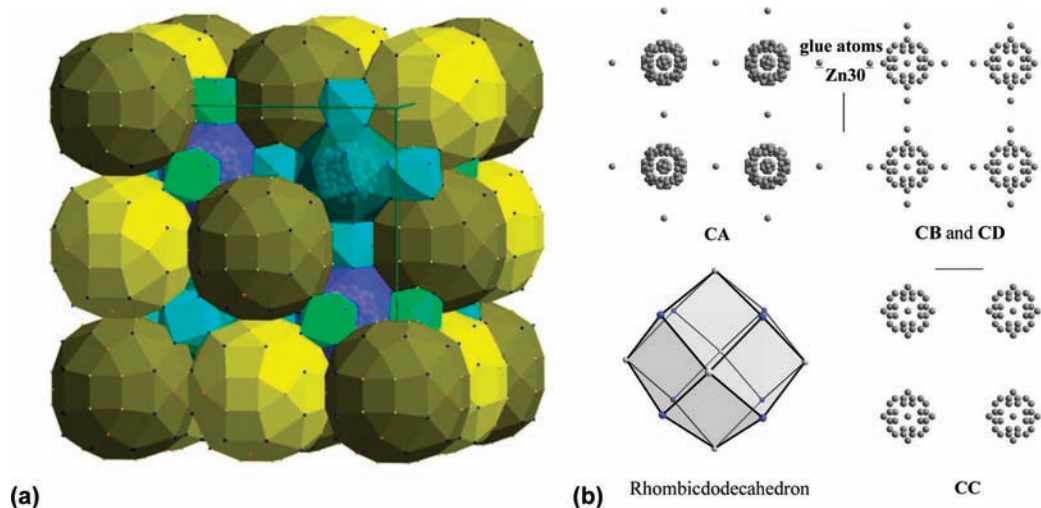 glue atoms
Zn30
CA
CB and CD
Rhombicdodecahedron
CC
(a)
(b)